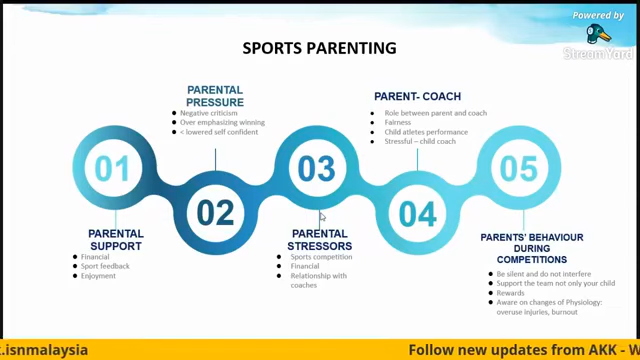 Powered by
StreamYard
SPORTS PARENTING
PARENTAL
PRESSURE
Negative criticism
Over emphasizing winning
< lowered self confident
PARENT- COACH
Role between parent and coach
Fairness
Child atletes performance
Stressful – child coach
01
02
03
04
05
PARENTAL
SUPPORT
Financial
Sport feedback
Enjoyment
PARENTAL
STRESSORS
Sports competition
Financial
Relationship with
coaches
PARENTS' BEHAVIOUR
DURING
COMPETITIONS
Be silent and do not interfere
Support the team not only your child
Rewards
Aware on changes of Physiology:
overuse injuries, burnout
.isnmalaysia
Follow new updates from AKK - W